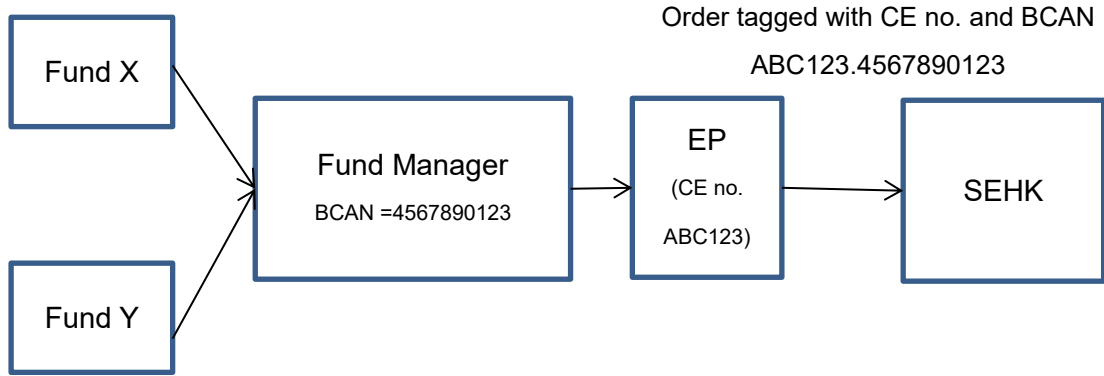 Order tagged with CE no. and BCAN
ABC123.4567890123
Fund X
Fund Manager
BCAN =4567890123
EP
(CE no.
ABC123)
SEHK
Fund Y